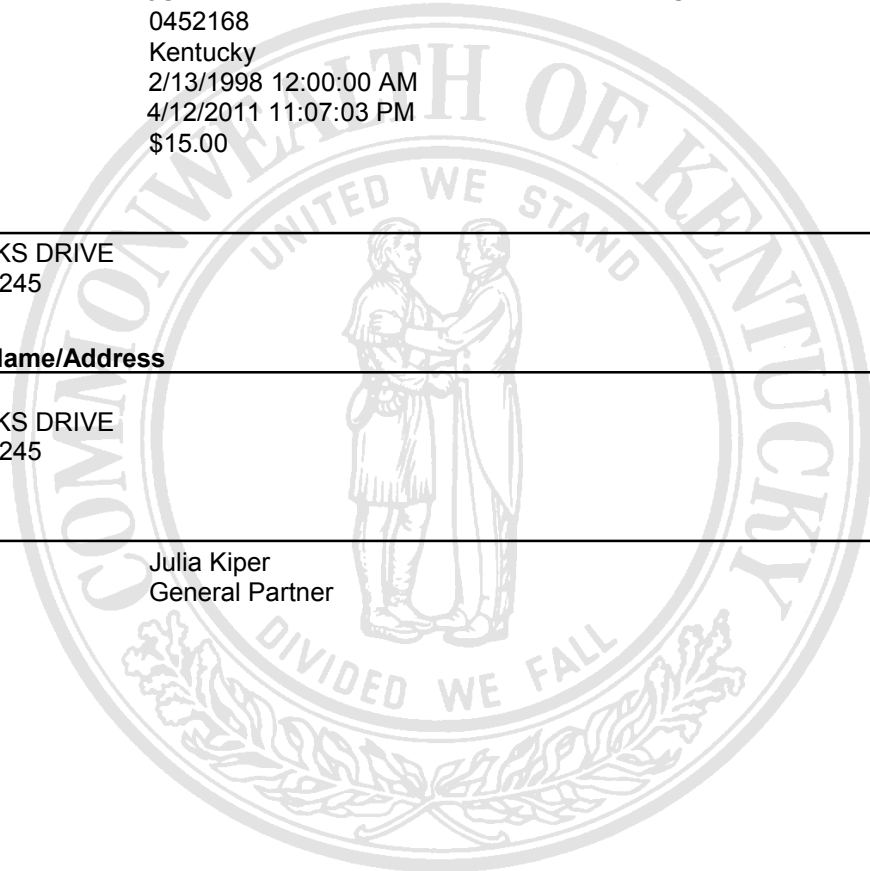 0452168
Kentucky
2/13/1998 12:00:00 AM
4/12/2011 11:07:03 PM
$15.00
COMMONWEALTH OF KENTUCKY
UNITED WE STAND
KS DRIVE
245
Name/Address
KS DRIVE
245
Julia Kiper
General Partner
DIVIDED WE FALL